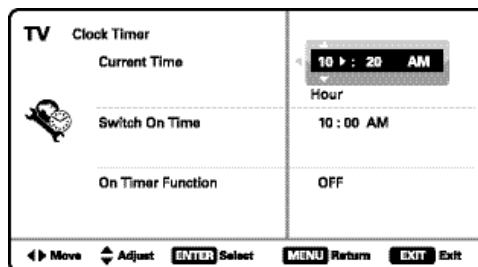 TV Clock Timer
Current Time 10 : 20 AM
Hour
Switch On Time 10 : 00 AM
On Timer Function OFF
Move Adjust ENTER Select MENU Return EXIT Exit